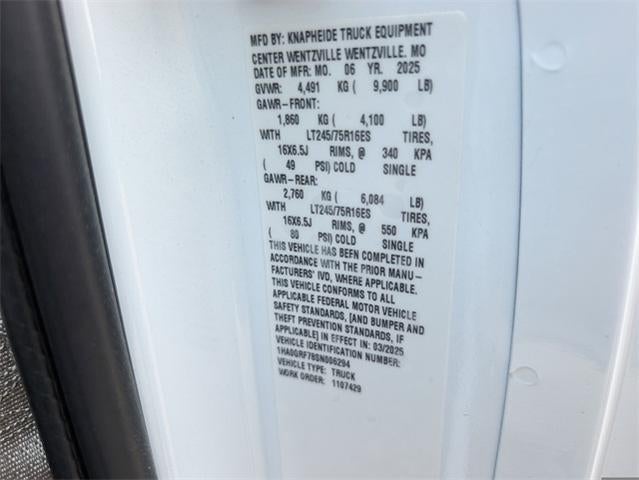 MFD BY: KNAPHEIDE TRUCK EQUIPMENT
CENTER WENTZVILLE WENTZVILLE, MO
DATE OF MFR: MO. 06 YR. 2025
GVWR: 4,491 KG ( 9,900 LB)
GAWR-FRONT:
1,860 KG ( 4,100 LB)
WITH LT245/75R16ES TIRES,
16X6.5J RIMS, @ 340 KPA
( 49 PSI) COLD SINGLE
GAWR-REAR:
2,760 KG ( 6,084 LB)
WITH LT245/75R16ES TIRES,
16X6.5J RIMS, @ 550 KPA
( 80 PSI) COLD SINGLE
THIS VEHICLE HAS BEEN COMPLETED IN
ACCORDANCE WITH THE PRIOR MANU-
FACTURERS' IVD, WHERE APPLICABLE.
THIS VEHICLE CONFORMS TO ALL
APPLICABLE FEDERAL MOTOR VEHICLE
SAFETY STANDARDS, [AND BUMPER AND
THEFT PREVENTION STANDARDS, IF
APPLICABLE] IN EFFECT IN: 03/2025
VEHICLE IDENTIFICATION NUMBER:
1HA0GRF78SN006294
VEHICLE TYPE: TRUCK
WORK ORDER: 1107429